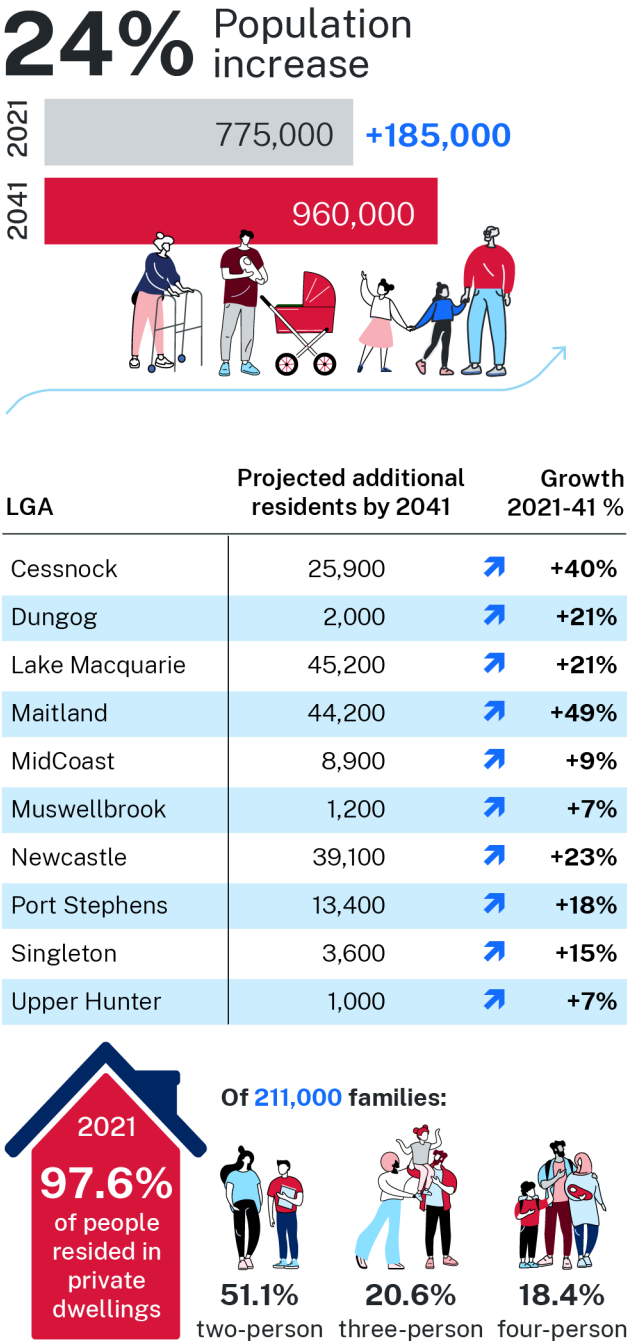 24% Population
increase
2021 775,000 +185,000
2041 960,000
LGA Projected additional residents by 2041 Growth 2021-41 %
Cessnock 25,900 +40%
Dungog 2,000 +21%
Lake Macquarie 45,200 +21%
Maitland 44,200 +49%
MidCoast 8,900 +9%
Muswellbrook 1,200 +7%
Newcastle 39,100 +23%
Port Stephens 13,400 +18%
Singleton 3,600 +15%
Upper Hunter 1,000 +7%
2021
97.6%
of people
resided in
private
dwellings
Of 211,000 families:
51.1% 20.6% 18.4%
two-person three-person four-person